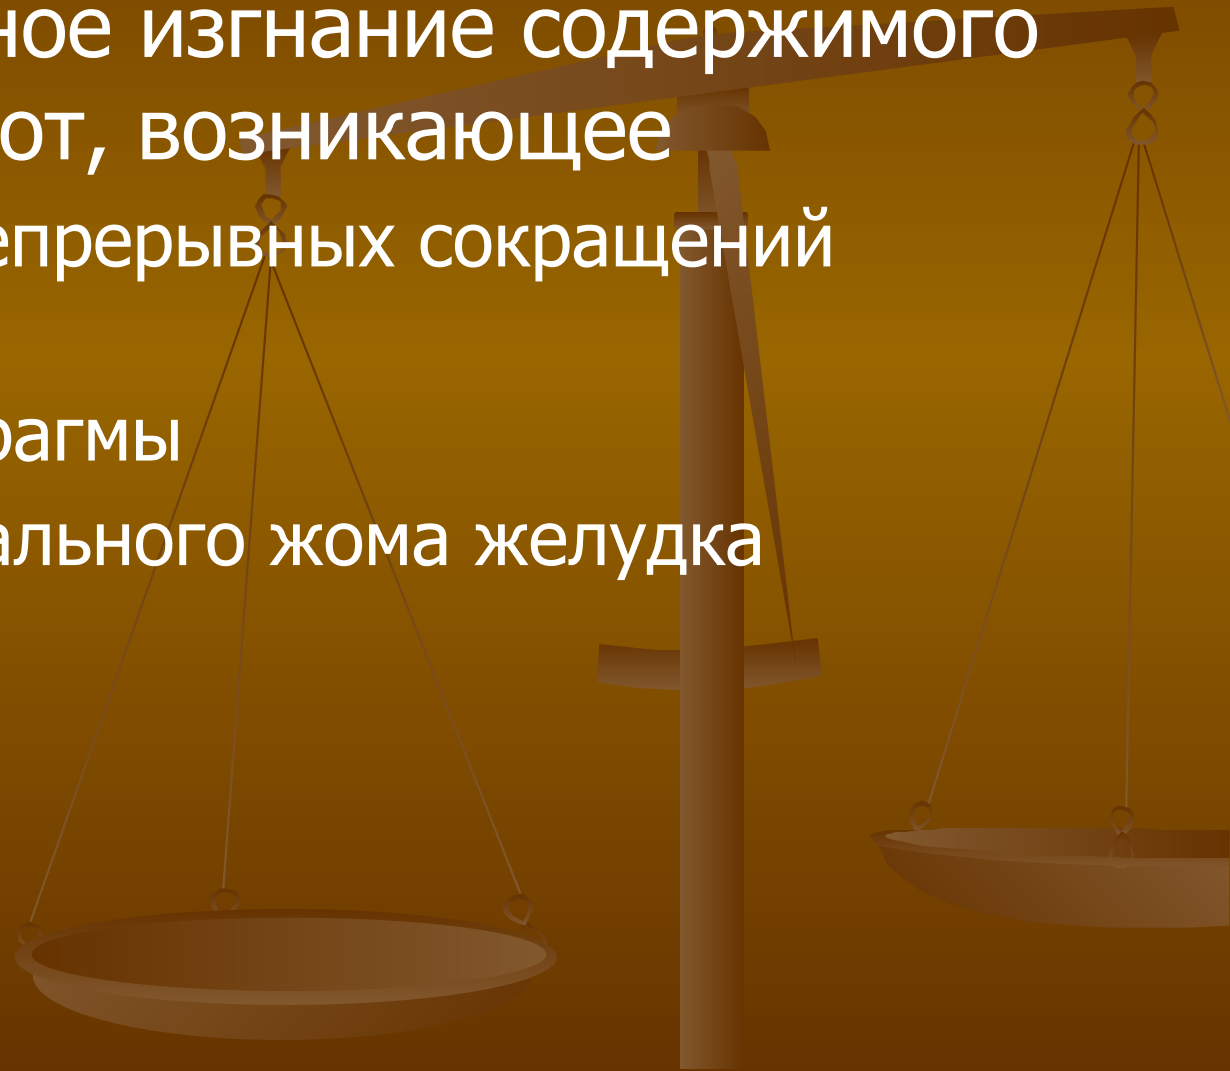 ное изгнание содержимого
от, возникающее
епрерывных сокращений
рагмы
ального жома желудка